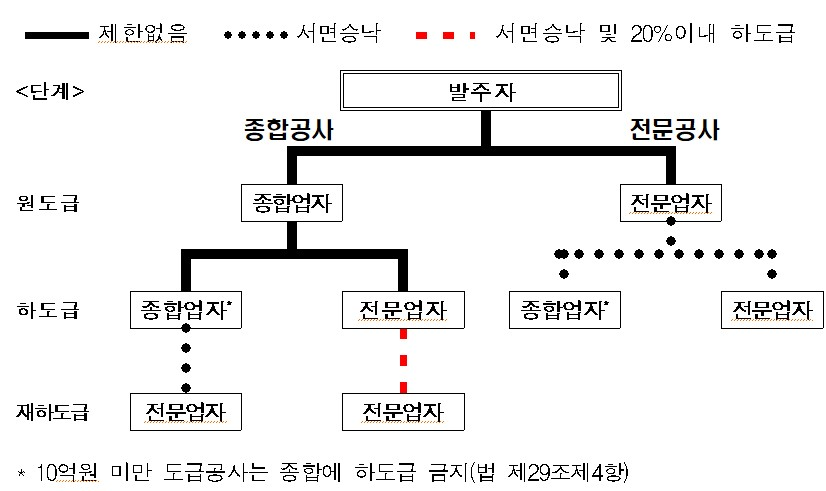 제한없음 서면승낙 서면승낙 및 20%이내 하도급
<단계> 발주자
종합공사 전문공사
원도급 종합업자 전문업자
하도급 종합업자* 전문업자 종합업자* 전문업자
재하도급 전문업자 전문업자
* 10억원 미만 도급공사는 종합에 하도급 금지(법 제29조제4항)